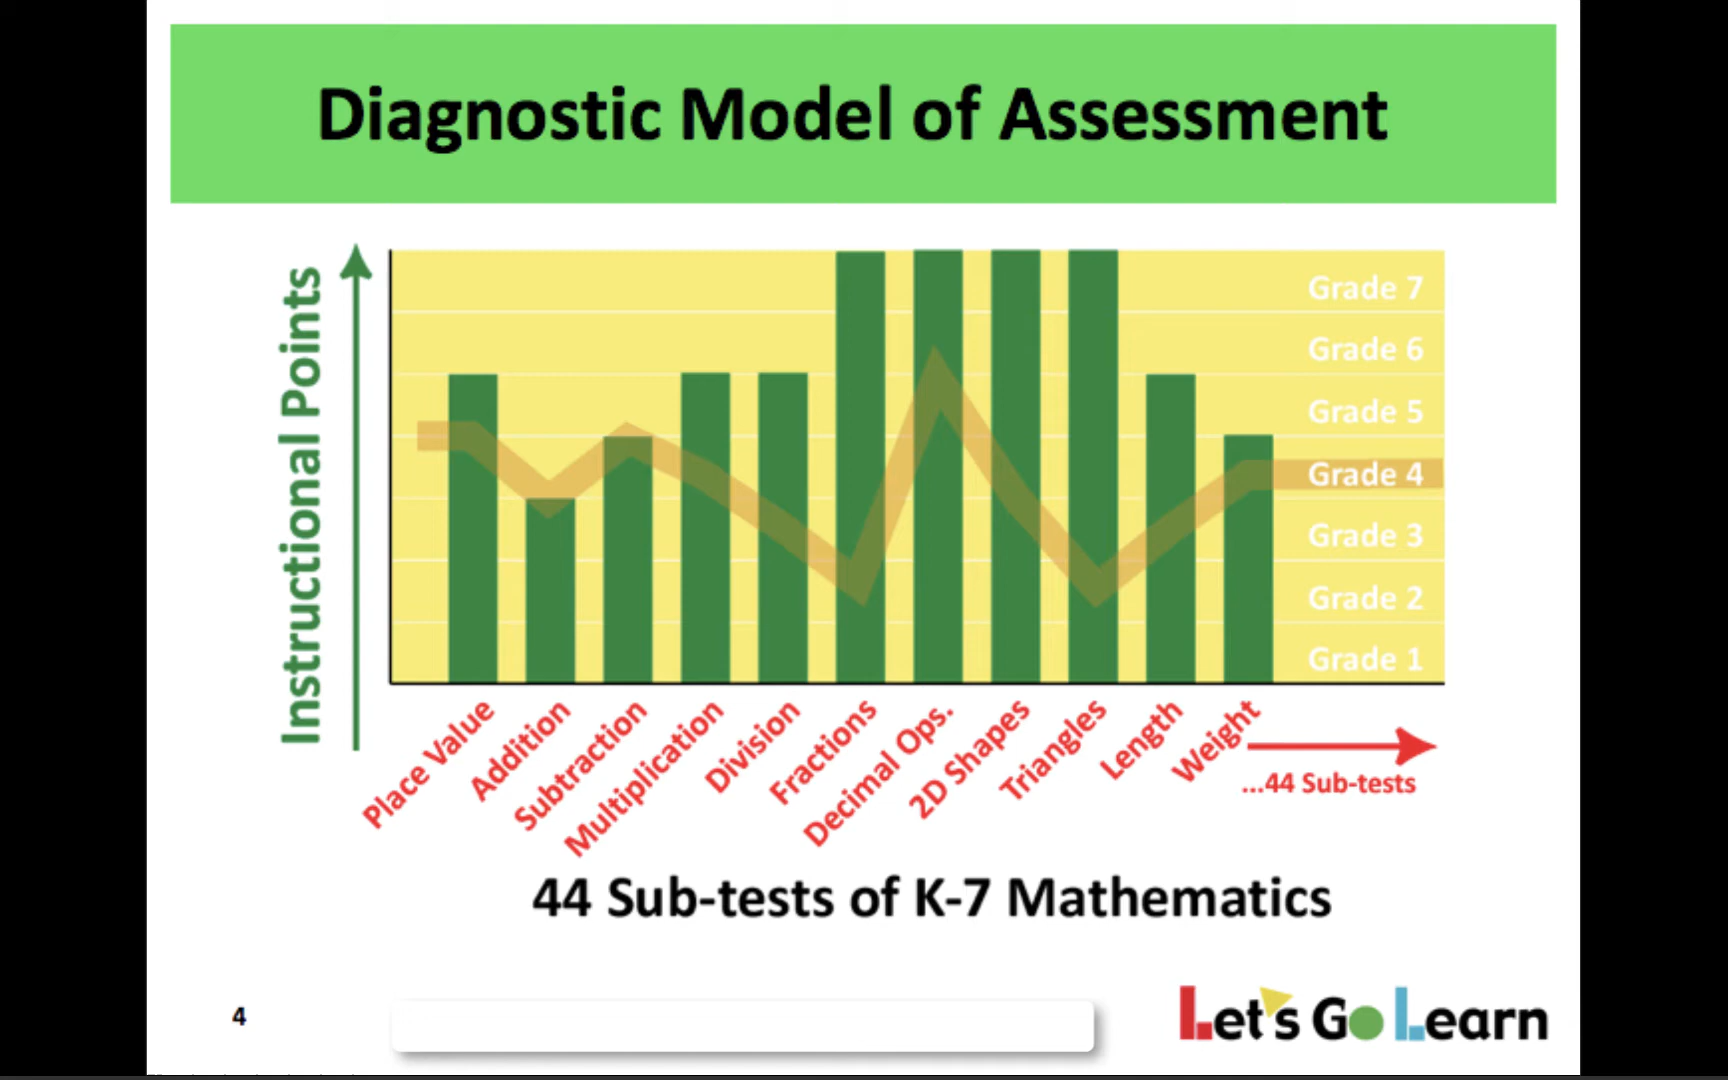 Diagnostic Model of Assessment
Instructional Points
Grade 7
Grade 6
Grade 5
Grade 4
Grade 3
Grade 2
Grade 1
Place Value
Addition
Subtraction
Multiplication
Division
Fractions
Decimal Ops.
2D Shapes
Triangles
Length
Weight
...44 Sub-tests
44 Sub-tests of K-7 Mathematics
4
Let's Go Learn